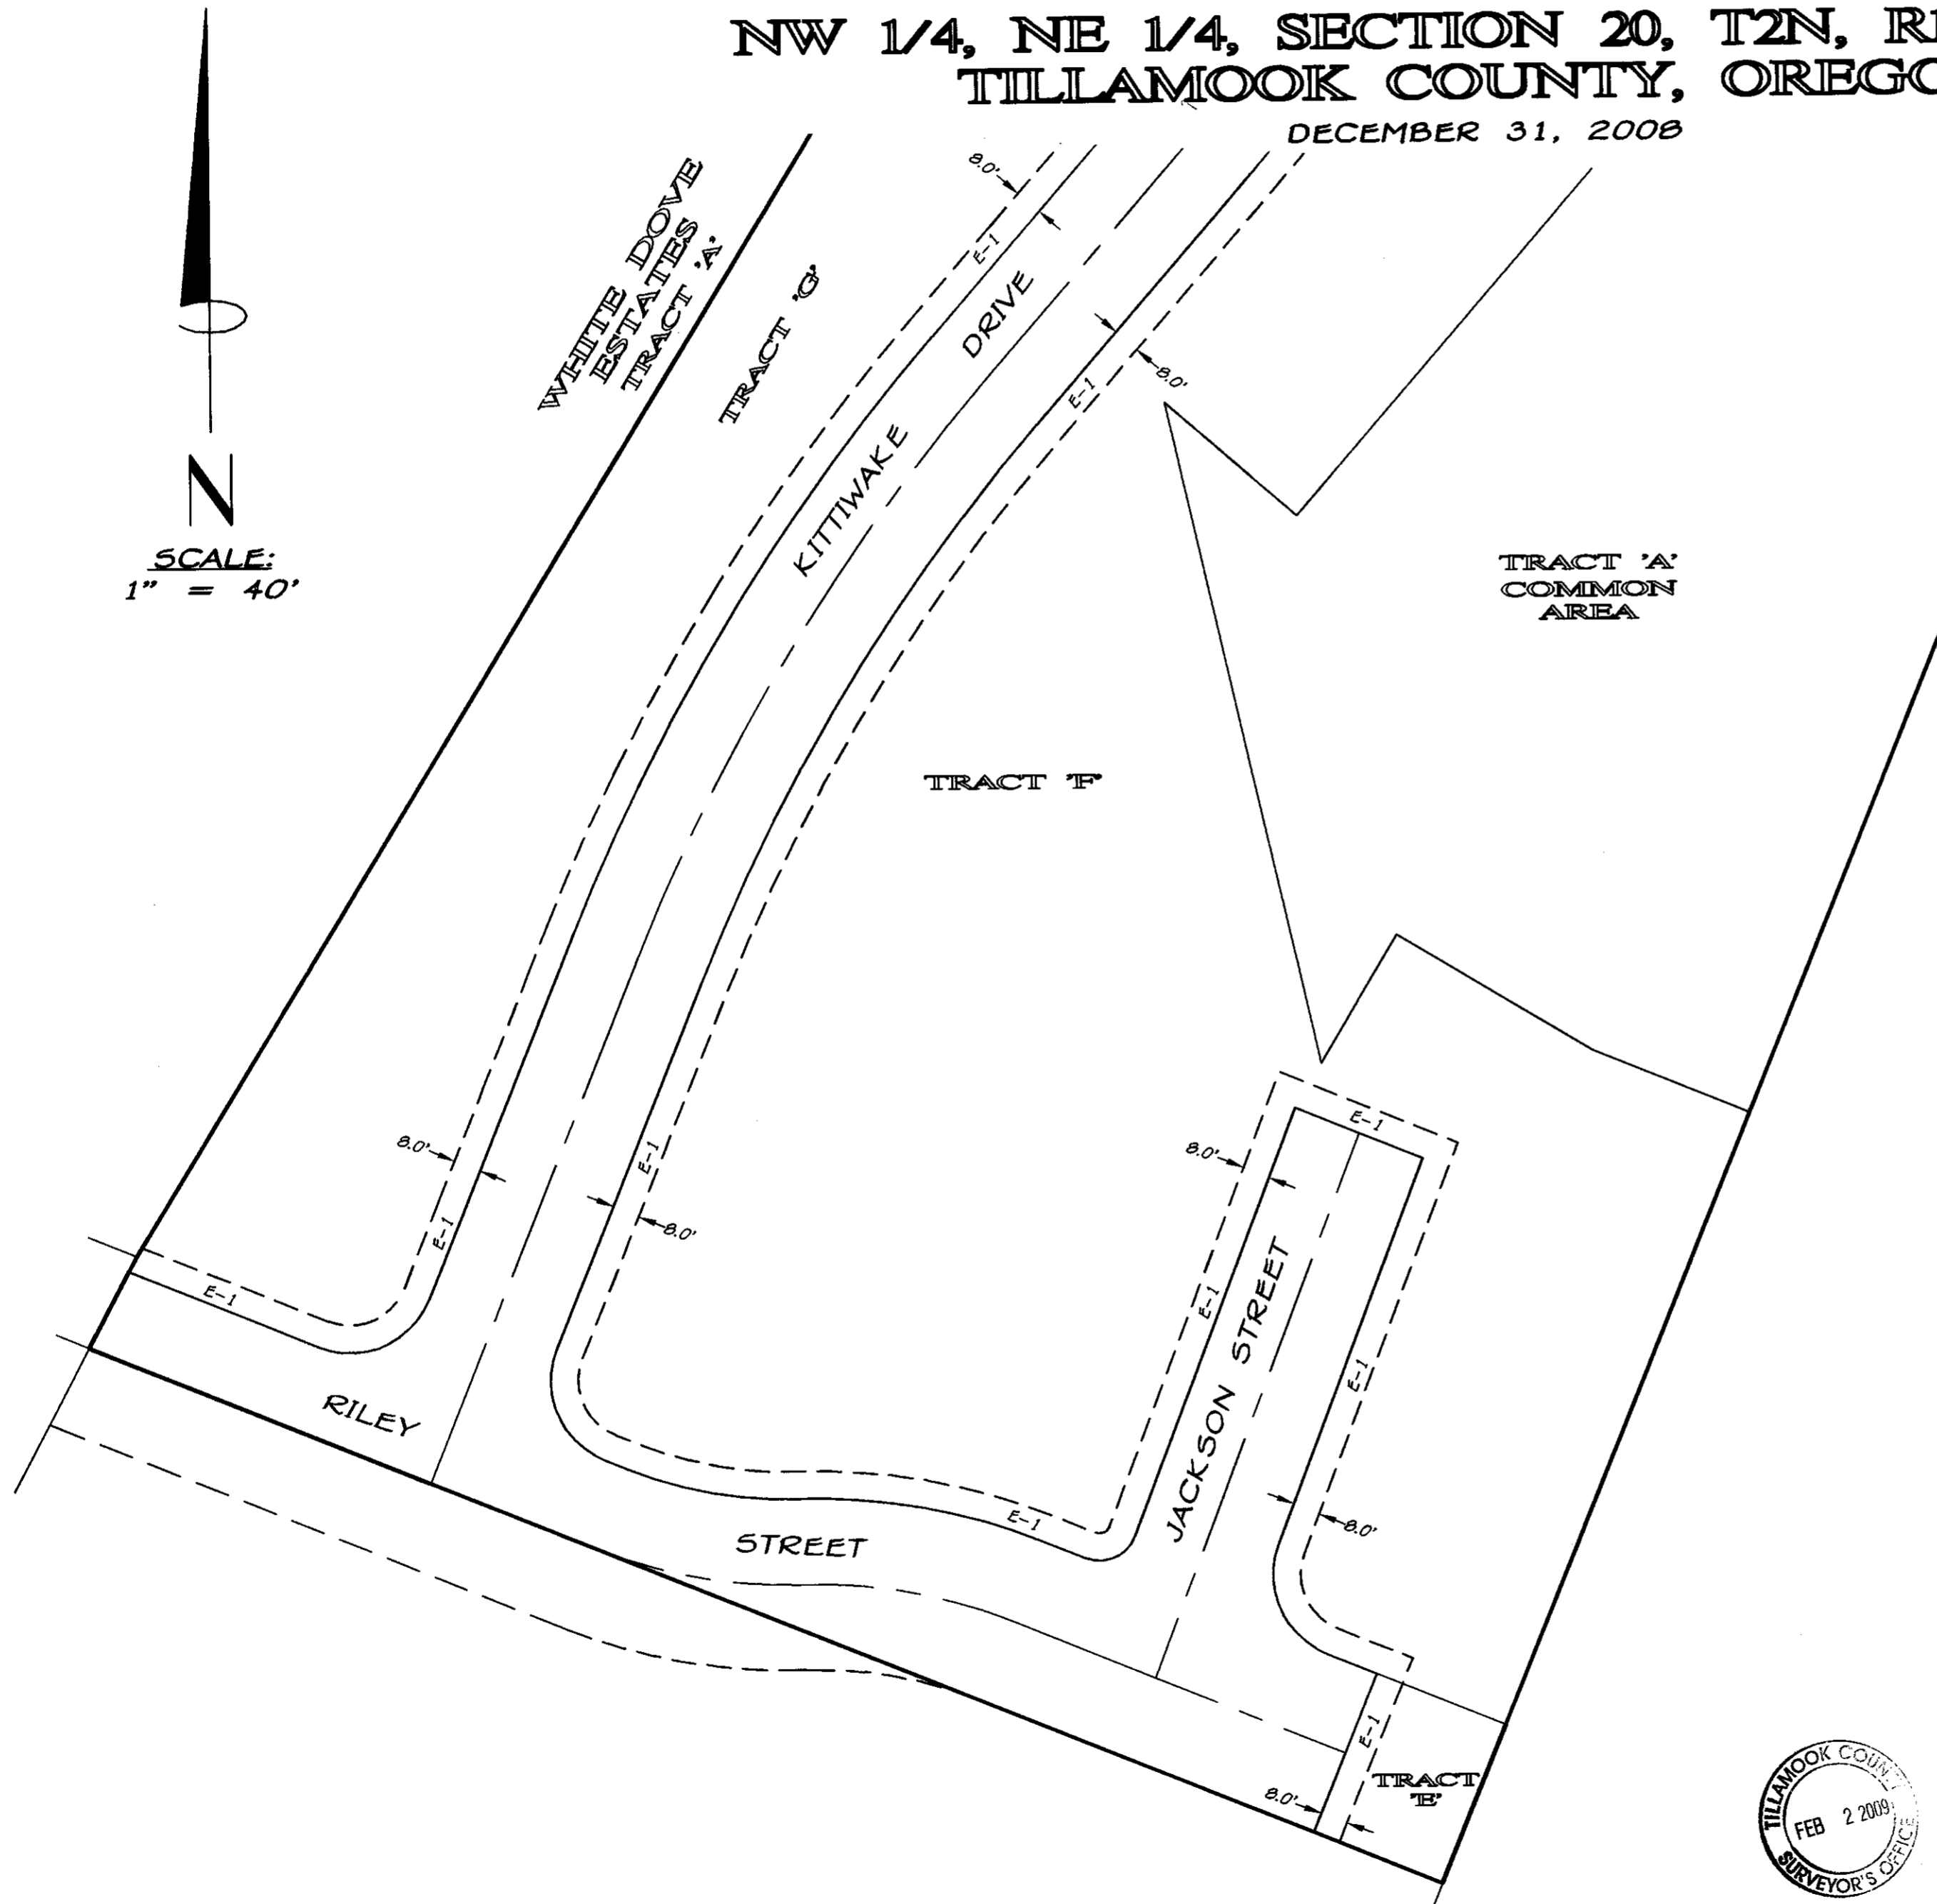 NW 1/4, NE 1/4, SECTION 20, T2N,
TILLAMOOK COUNTY,
DECEMBER 31, 2008
N
SCALE:
1" = 40'
WHITE DOVE
ESTATES
TRACT 'A'
TRACT 'G'
8.0'
E-1
KITTIWAKE DRIVE
E-1
8.0'
TRACT 'A'
COMMON
AREA
TRACT 'F'
8.0'
E-1
E-1
8.0'
E-1
RILEY STREET
E-1
8.0'
E-1
E-1
JACKSON STREET
E-1
8.0'
E-1
8.0'
TRACT
'E'
TILLAMOOK COUNTY
FEB 2 2009
SURVEYOR'S OFFICE